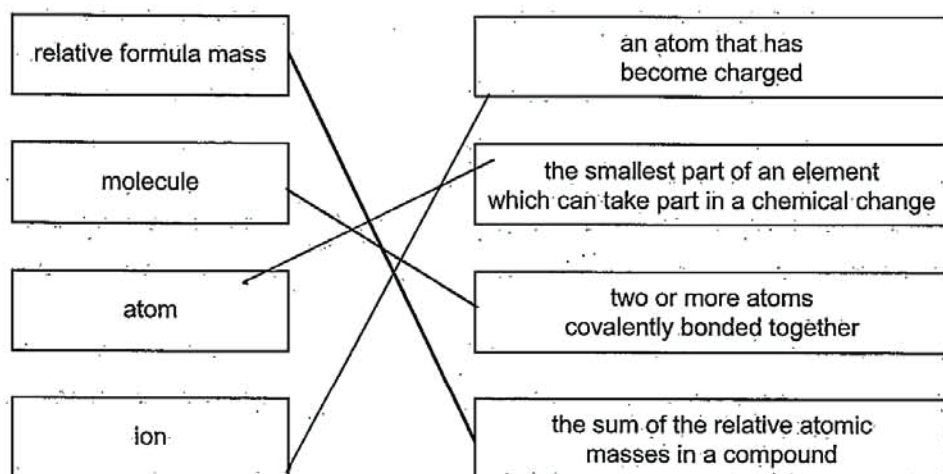 relative formula mass
an atom that has
become charged
molecule
the smallest part of an element
which can take part in a chemical change
atom
two or more atoms
covalently bonded together
ion
the sum of the relative atomic
masses in a compound